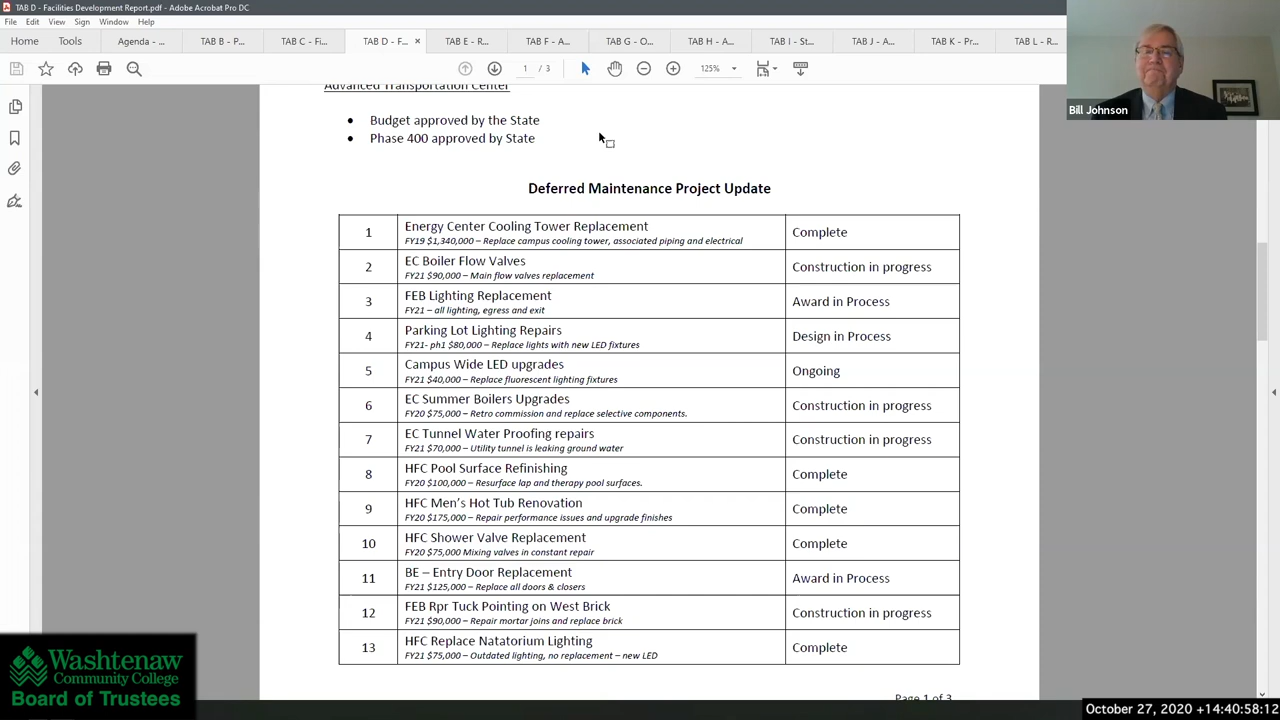 TAB D - Facilities Development Report.pdf - Adobe Acrobat Pro DC
File Edit View Sign Window Help
Home Tools Agenda - ... TAB B - P... TAB C - Fi... TAB D - F... × TAB E - R... TAB F - A... TAB G - O... TAB H - A... TAB I - St... TAB J - A... TAB K - Pr... TAB L - R...
1 / 3 125%
Bill Johnson
Advanced Transportation Center
• Budget approved by the State
• Phase 400 approved by State
Deferred Maintenance Project Update
1 Energy Center Cooling Tower Replacement Complete
FY19 $1,340,000 – Replace campus cooling tower, associated piping and electrical
2 EC Boiler Flow Valves Construction in progress
FY21 $90,000 – Main flow valves replacement
3 FEB Lighting Replacement Award in Process
FY21 – all lighting, egress and exit
4 Parking Lot Lighting Repairs Design in Process
FY21- ph1 $80,000 – Replace lights with new LED fixtures
5 Campus Wide LED upgrades Ongoing
FY21 $40,000 – Replace fluorescent lighting fixtures
6 EC Summer Boilers Upgrades Construction in progress
FY20 $75,000 – Retro commission and replace selective components.
7 EC Tunnel Water Proofing repairs Construction in progress
FY21 $70,000 – Utility tunnel is leaking ground water
8 HFC Pool Surface Refinishing Complete
FY20 $100,000 – Resurface lap and therapy pool surfaces.
9 HFC Men's Hot Tub Renovation Complete
FY20 $175,000 – Repair performance issues and upgrade finishes
10 HFC Shower Valve Replacement Complete
FY20 $75,000 Mixing valves in constant repair
11 BE – Entry Door Replacement Award in Process
FY21 $125,000 – Replace all doors & closers
12 FEB Rpr Tuck Pointing on West Brick Construction in progress
FY21 $90,000 – Repair mortar joins and replace brick
13 HFC Replace Natatorium Lighting Complete
FY21 $75,000 – Outdated lighting, no replacement – new LED
Page 1 of 3
Washtenaw
Community College
Board of Trustees
October 27, 2020 +14:40:58:12